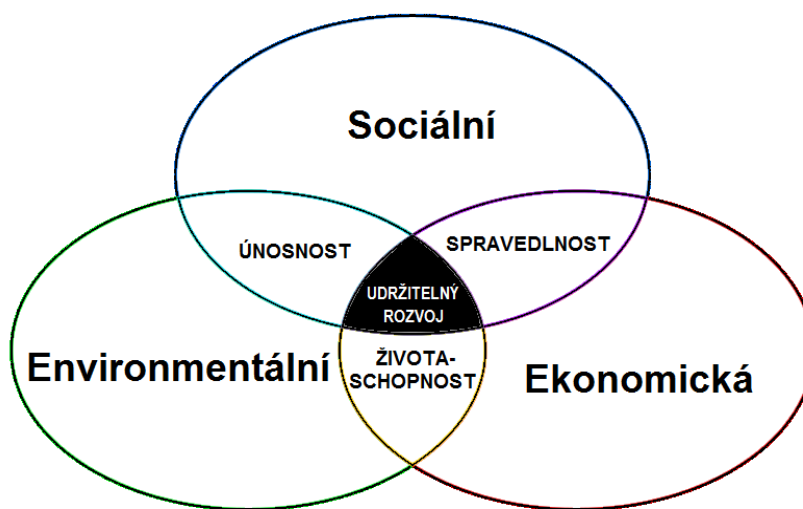 Sociální
ÚNOSNOST
SPRAVEDLNOST
UDRŽITELNÝ
ROZVOJ
Environmentální
ŽIVOTA-
SCHOPNOST
Ekonomická